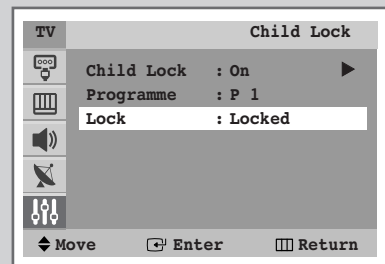 TV Child Lock
Child Lock : On
Programme : P 1
Lock : Locked
Move Enter Return